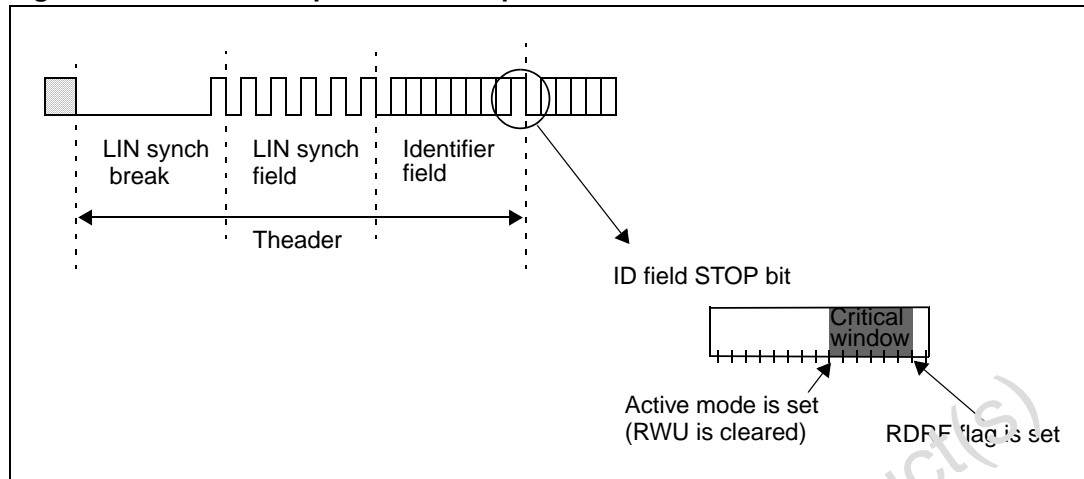 LIN synch
break
LIN synch
field
Identifier
field
Theader
ID field STOP bit
Critical
window
Active mode is set
(RWU is cleared)
flag is set
uct(s)